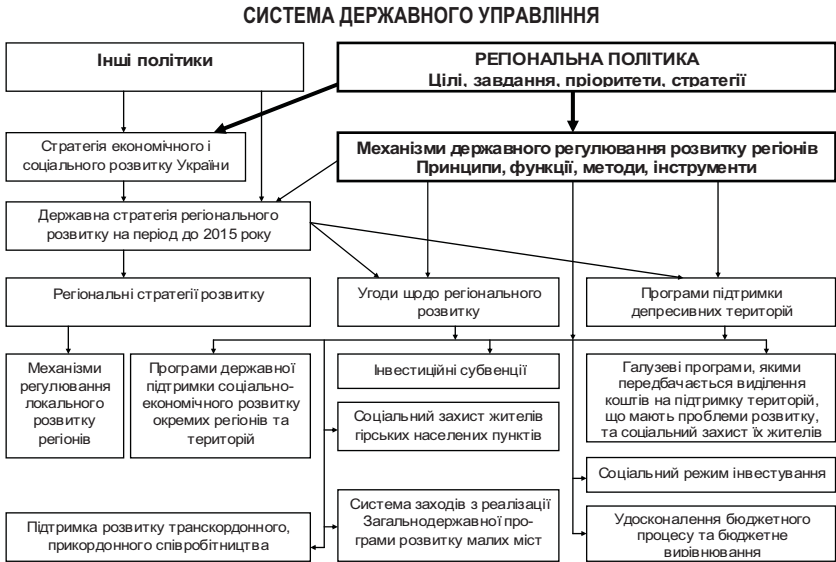 СИСТЕМА ДЕРЖАВНОГО УПРАВЛІННЯ
Інші політики
РЕГІОНАЛЬНА ПОЛІТИКА
Цілі, завдання, пріоритети, стратегії
Стратегія економічного і
соціального розвитку України
Механізми державного регулювання розвитку регіонів
Принципи, функції, методи, інструменти
Державна стратегія регіонального
розвитку на період до 2015 року
Регіональні стратегії розвитку
Угоди щодо регіонального
розвитку
Програми підтримки
депресивних територій
Механізми
регулювання
локального
розвитку
регіонів
Програми державної
підтримки соціально-
економічного розвитку
окремих регіонів та
територій
Інвестиційні субвенції
Галузеві програми, якими
передбачається виділення
коштів на підтримку територій,
що мають проблеми розвитку,
та соціальний захист їх жителів
Соціальний захист жителів
гірських населених пунктів
Соціальний режим інвестування
Підтримка розвитку транскордонного,
прикордонного співробітництва
Система заходів з реалізації
Загальнодержавної про-
грами розвитку малих міст
Удосконалення бюджетного
процесу та бюджетне
вирівнювання